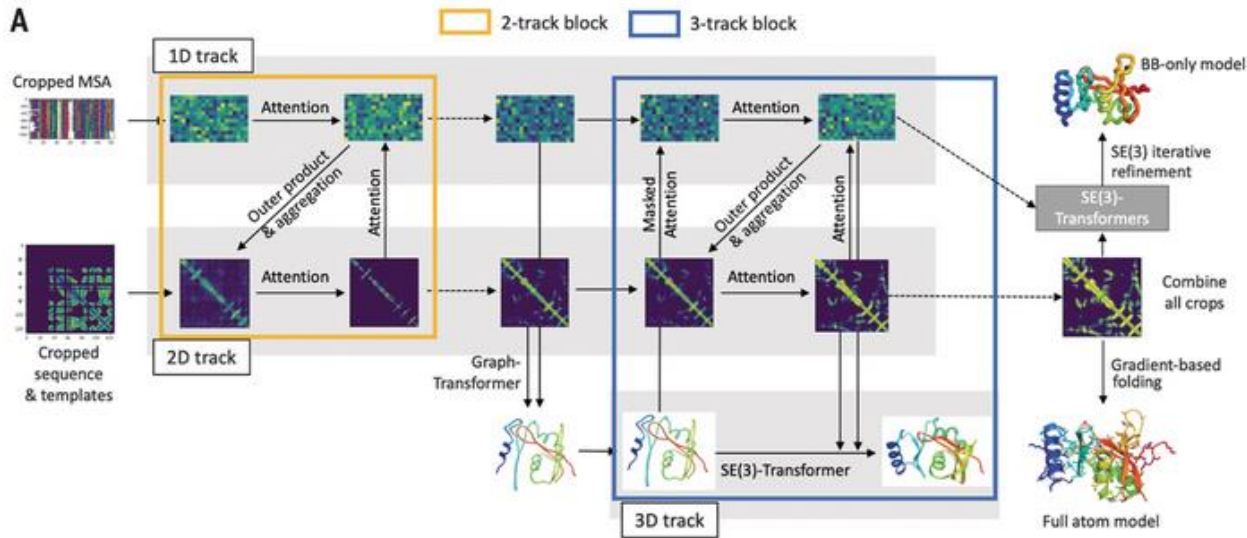 A
2-track block
3-track block
1D track
Cropped MSA
Attention
Attention
BB-only model
Outer product
& aggregation
Attention
Masked
Attention
Outer product
& aggregation
Attention
SE(3) iterative
refinement
SE(3)-
Transformers
Attention
Attention
Combine
all crops
Cropped
sequence
& templates
2D track
Graph-
Transformer
Gradient-based
folding
SE(3)-Transformer
3D track
Full atom model